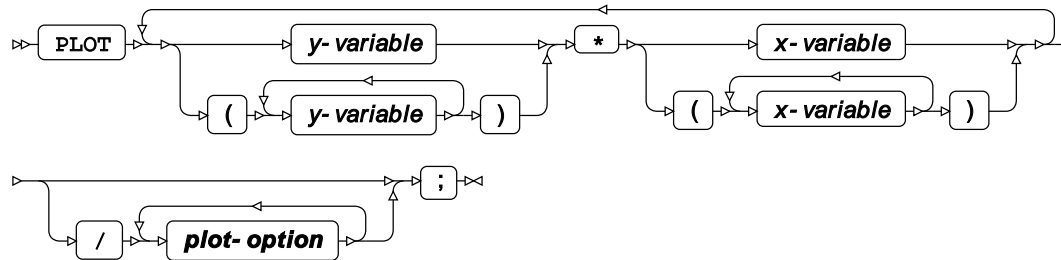 PLOT y-variable * x-variable
( y-variable ) ( x-variable )
;
/ plot-option